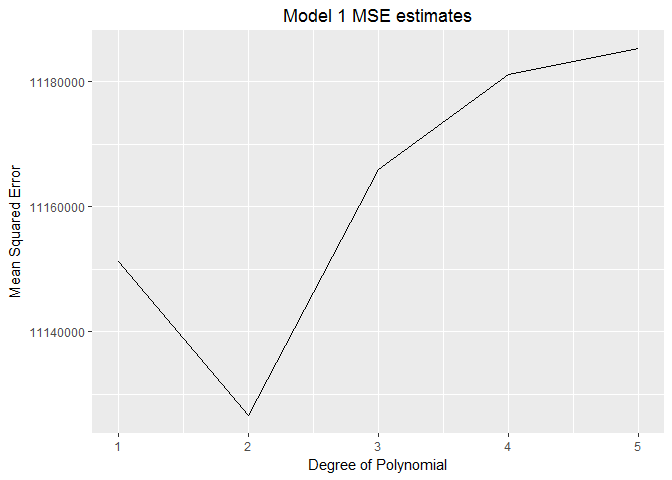 Model 1 MSE estimates
Mean Squared Error
11180000
11160000
11140000
1 2 3 4 5
Degree of Polynomial